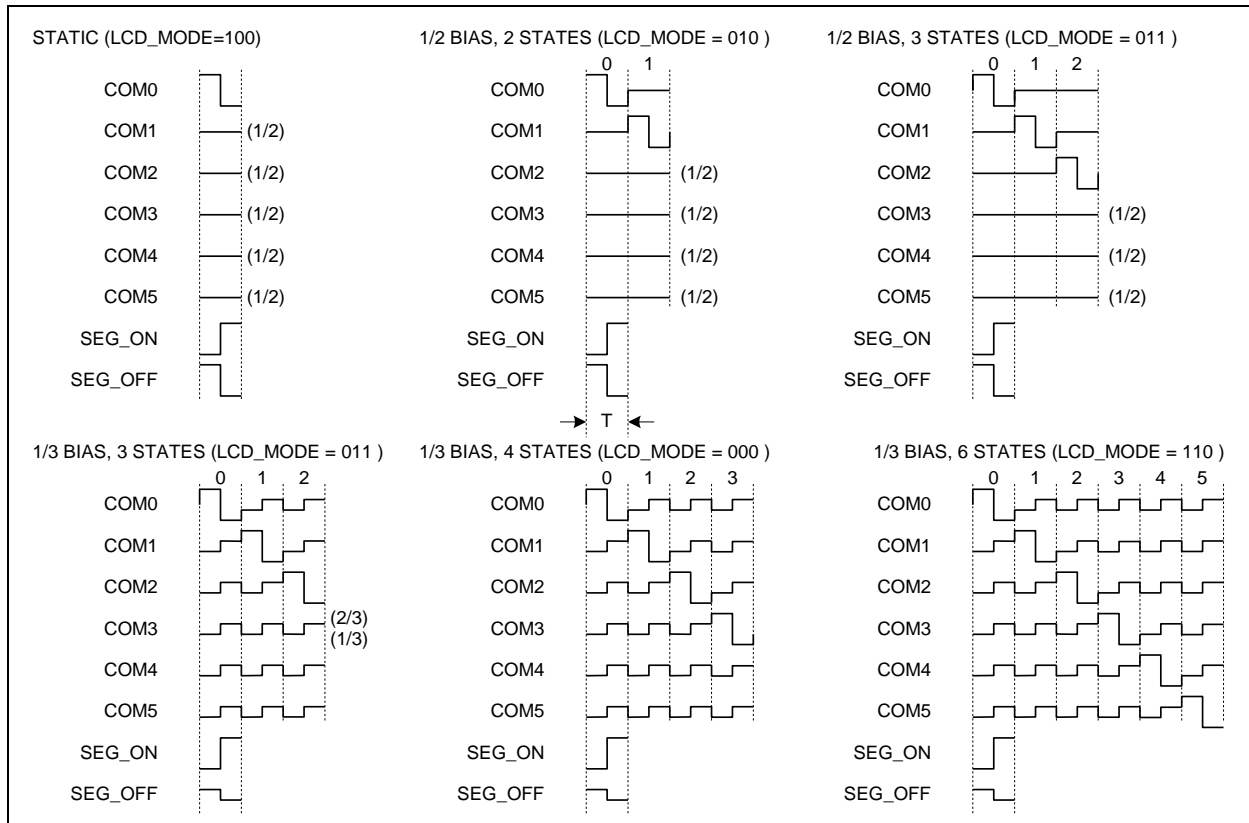 STATIC (LCD_MODE=100)
COM0
COM1 (1/2)
COM2 (1/2)
COM3 (1/2)
COM4 (1/2)
COM5 (1/2)
SEG_ON
SEG_OFF
1/2 BIAS, 2 STATES (LCD_MODE = 010 )
0 1
COM0
COM1
COM2 (1/2)
COM3 (1/2)
COM4 (1/2)
COM5 (1/2)
SEG_ON
SEG_OFF
T
1/2 BIAS, 3 STATES (LCD_MODE = 011 )
0 1 2
COM0
COM1
COM2
COM3 (1/2)
COM4 (1/2)
COM5 (1/2)
SEG_ON
SEG_OFF
1/3 BIAS, 3 STATES (LCD_MODE = 011 )
0 1 2
COM0
COM1
COM2
(2/3)
COM3
(1/3)
COM4
COM5
SEG_ON
SEG_OFF
1/3 BIAS, 4 STATES (LCD_MODE = 000 )
0 1 2 3
COM0
COM1
COM2
COM3
COM4
COM5
SEG_ON
SEG_OFF
1/3 BIAS, 6 STATES (LCD_MODE = 110 )
0 1 2 3 4 5
COM0
COM1
COM2
COM3
COM4
COM5
SEG_ON
SEG_OFF